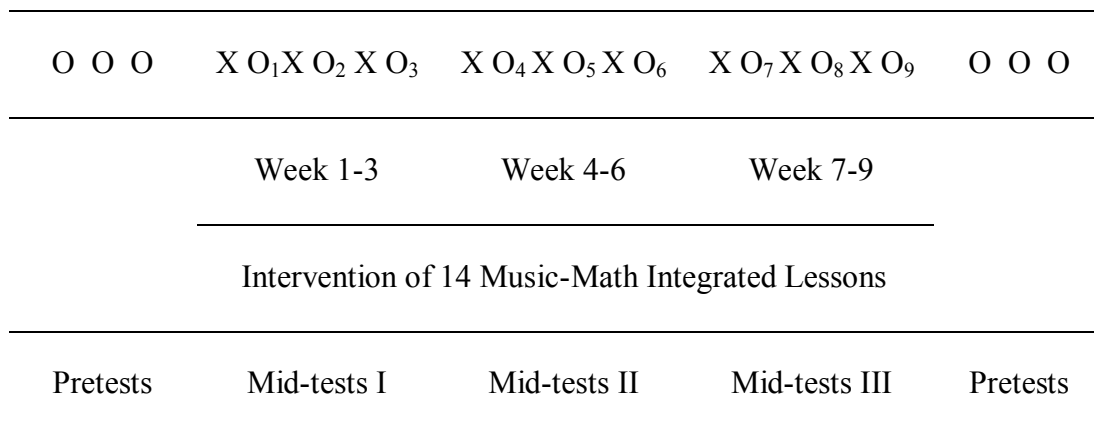 O O O X O₁X O₂ X O₃ X O₄ X O₅ X O₆ X O₇ X O₈ X O₉ O O O
Week 1-3 Week 4-6 Week 7-9
Intervention of 14 Music-Math Integrated Lessons
Pretests Mid-tests I Mid-tests II Mid-tests III Pretests